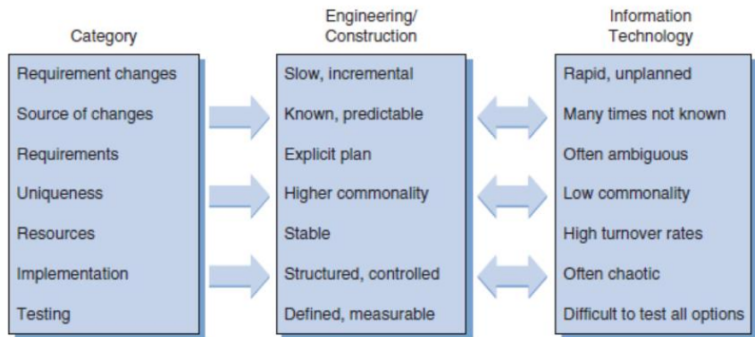 Category
Engineering/
Construction
Information
Technology
Requirement changes
Slow, incremental
Rapid, unplanned
Source of changes
Known, predictable
Many times not known
Requirements
Explicit plan
Often ambiguous
Uniqueness
Higher commonality
Low commonality
Resources
Stable
High turnover rates
Implementation
Structured, controlled
Often chaotic
Testing
Defined, measurable
Difficult to test all options